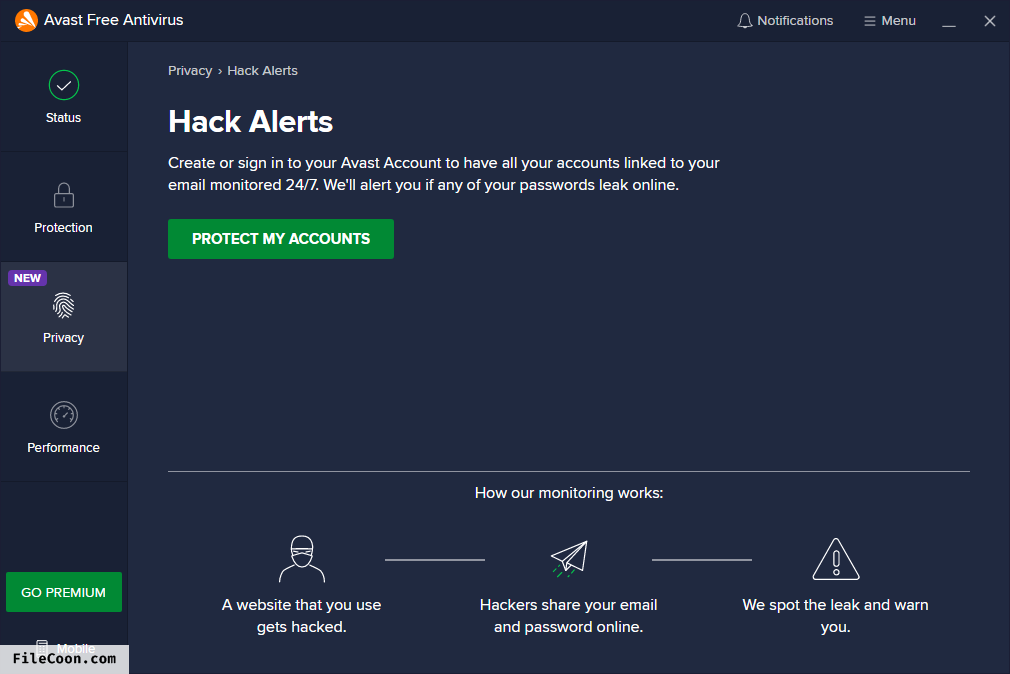 Avast Free Antivirus
Notifications
Menu
Status
Protection
NEW
Privacy
Performance
GO PREMIUM
Mobile
FileCoon.com
Privacy › Hack Alerts
Hack Alerts
Create or sign in to your Avast Account to have all your accounts linked to your
email monitored 24/7. We'll alert you if any of your passwords leak online.
PROTECT MY ACCOUNTS
How our monitoring works:
A website that you use
gets hacked.
Hackers share your email
and password online.
We spot the leak and warn
you.